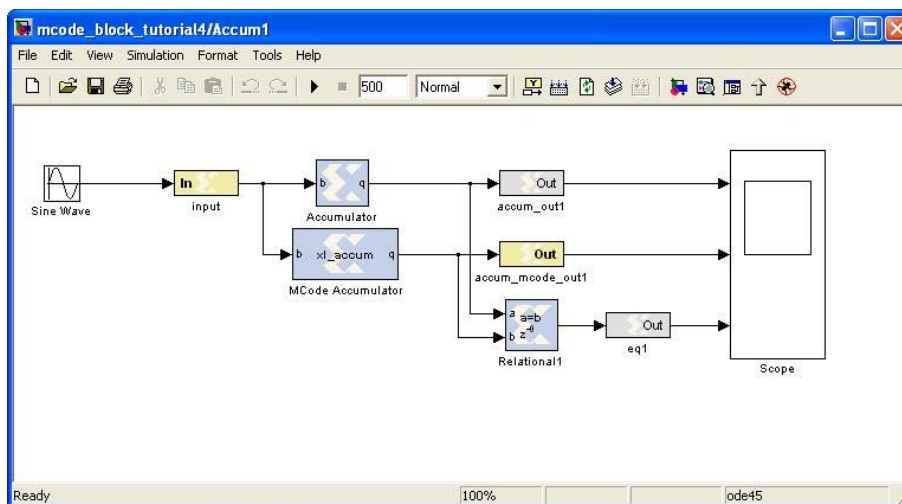 mcode_block_tutorial4/Accum1
File Edit View Simulation Format Tools Help
500 Normal
Sine Wave
In
input
b q
Accumulator
b xl_accum q
MCode Accumulator
Out
accum_out1
Out
accum_mcode_out1
a
b
a=b
z⁻⁰
Relational1
Out
eq1
Scope
Ready 100% ode45